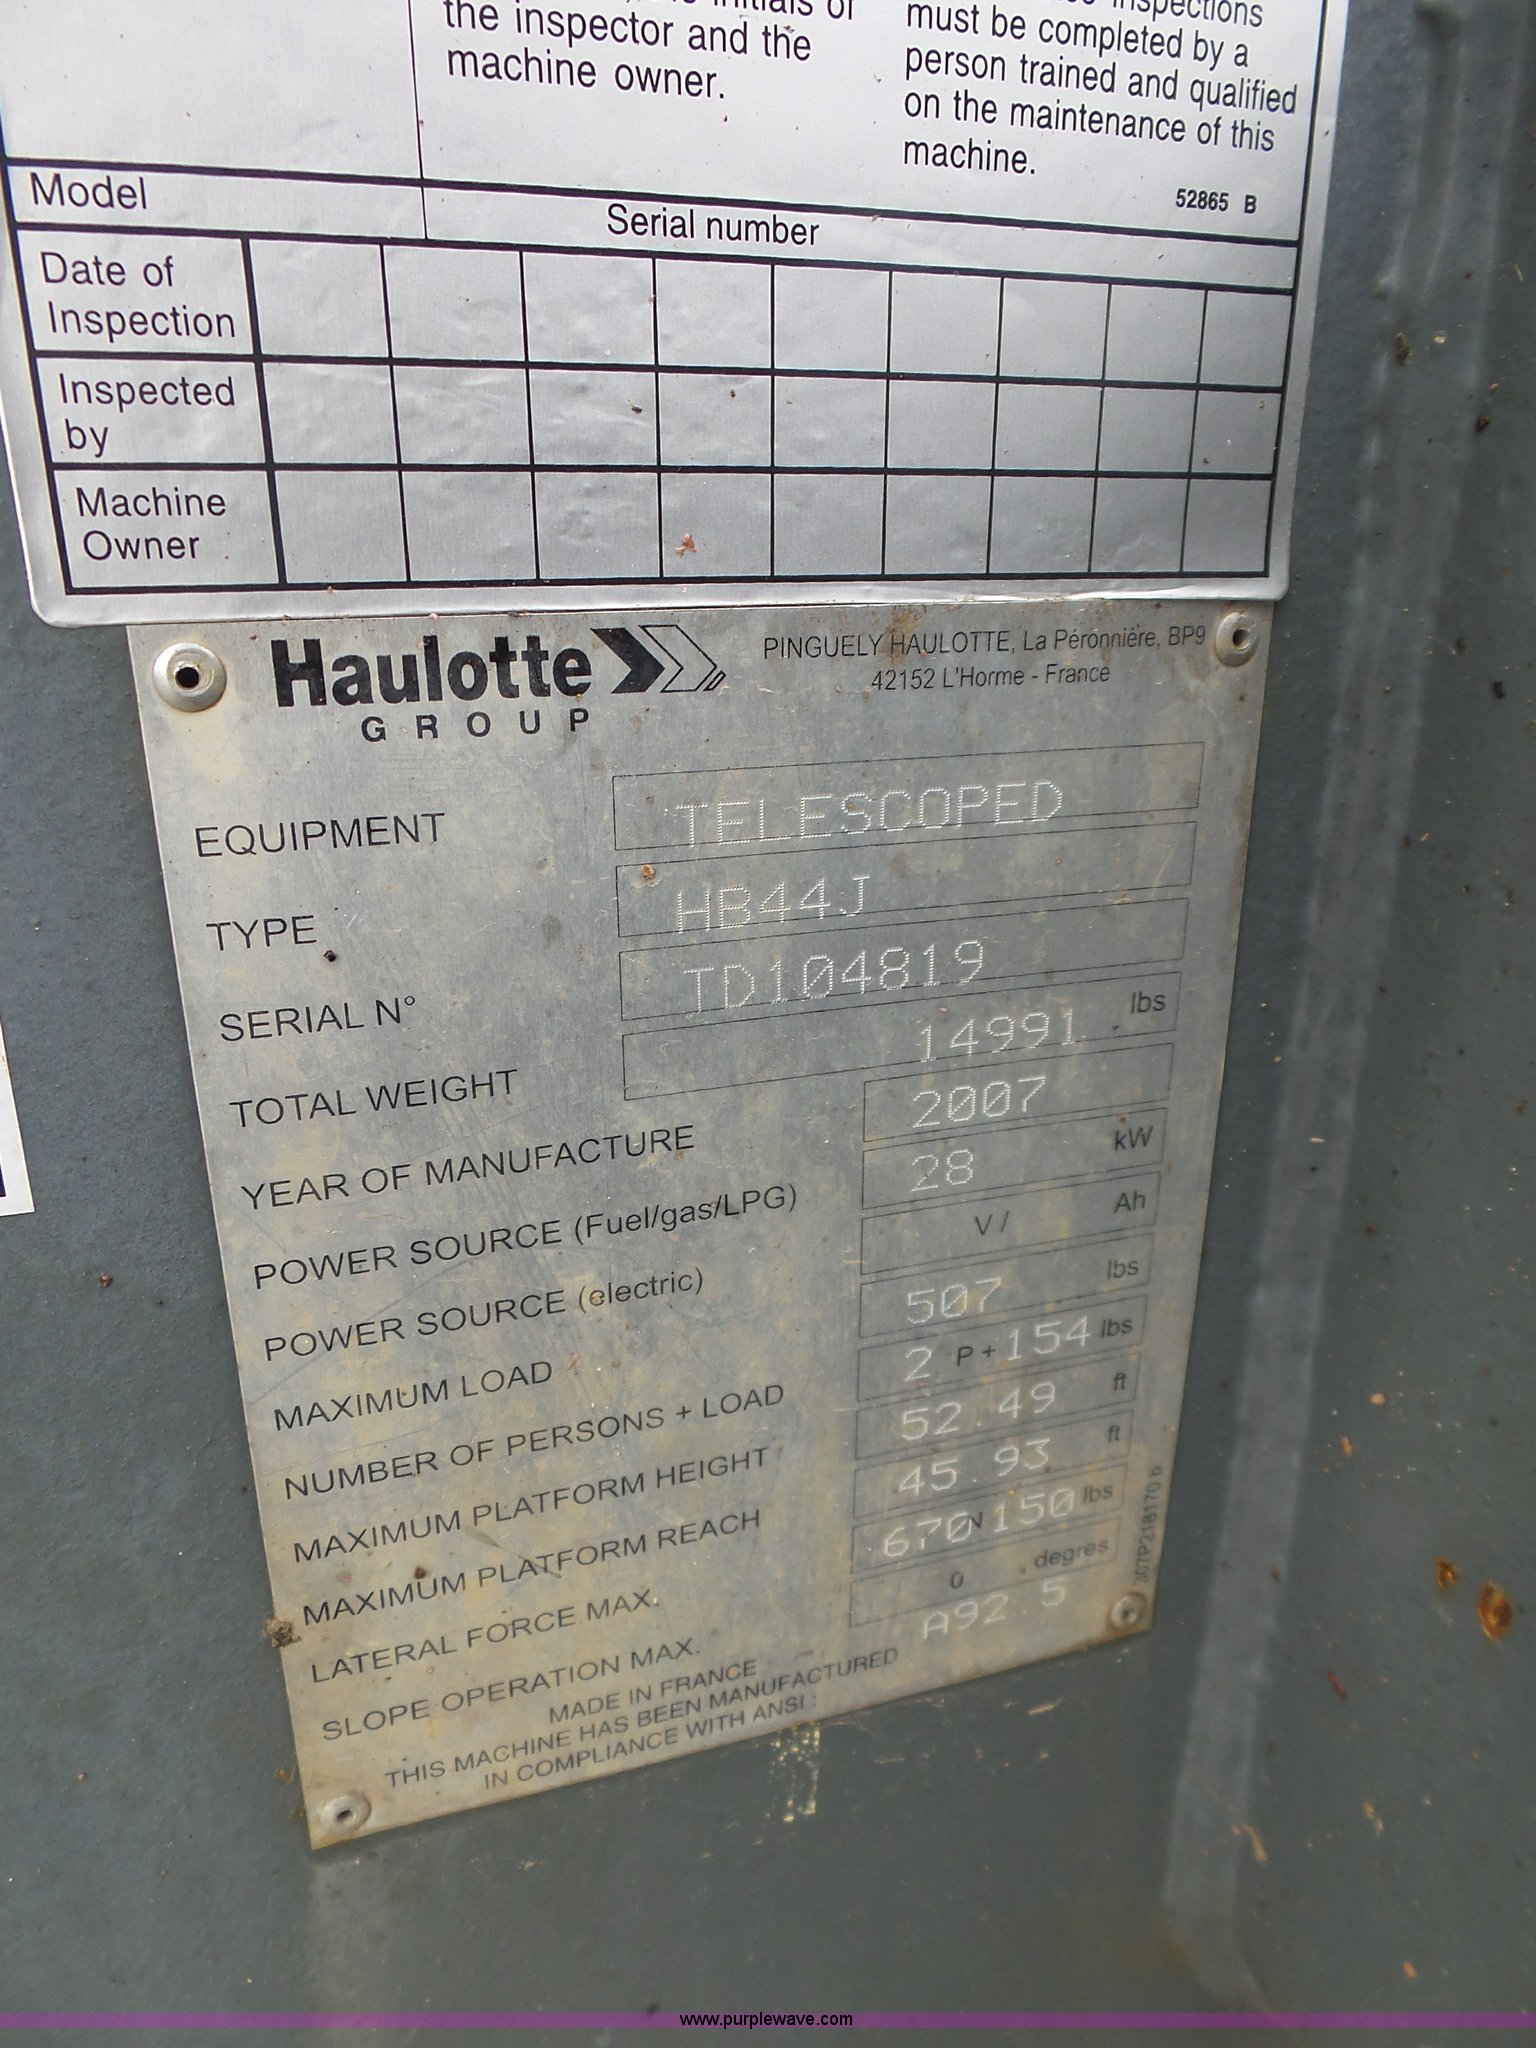 the inspector and the
machine owner.
inspections
must be completed by a
person trained and qualified
on the maintenance of this
machine.
52865 B
Model
Serial number
Date of
Inspection
Inspected
by
Machine
Owner
Haulotte
GROUP
PINGUELY HAULOTTE, La Péronnière, BP9
42152 L'Horme - France
EQUIPMENT TELESCOPED
TYPE HB44J
SERIAL N° TD104819
TOTAL WEIGHT 14991 lbs
YEAR OF MANUFACTURE 2007
POWER SOURCE (Fuel/gas/LPG) 28 kW
POWER SOURCE (electric) V / Ah
MAXIMUM LOAD 507 lbs
NUMBER OF PERSONS + LOAD 2 P + 154 lbs
MAXIMUM PLATFORM HEIGHT 52.49 ft
MAXIMUM PLATFORM REACH 45.93 ft
LATERAL FORCE MAX. 670 N 150 lbs
SLOPE OPERATION MAX. 0 degres
MADE IN FRANCE
THIS MACHINE HAS BEEN MANUFACTURED
IN COMPLIANCE WITH ANSI : A92 5
www.purplewave.com